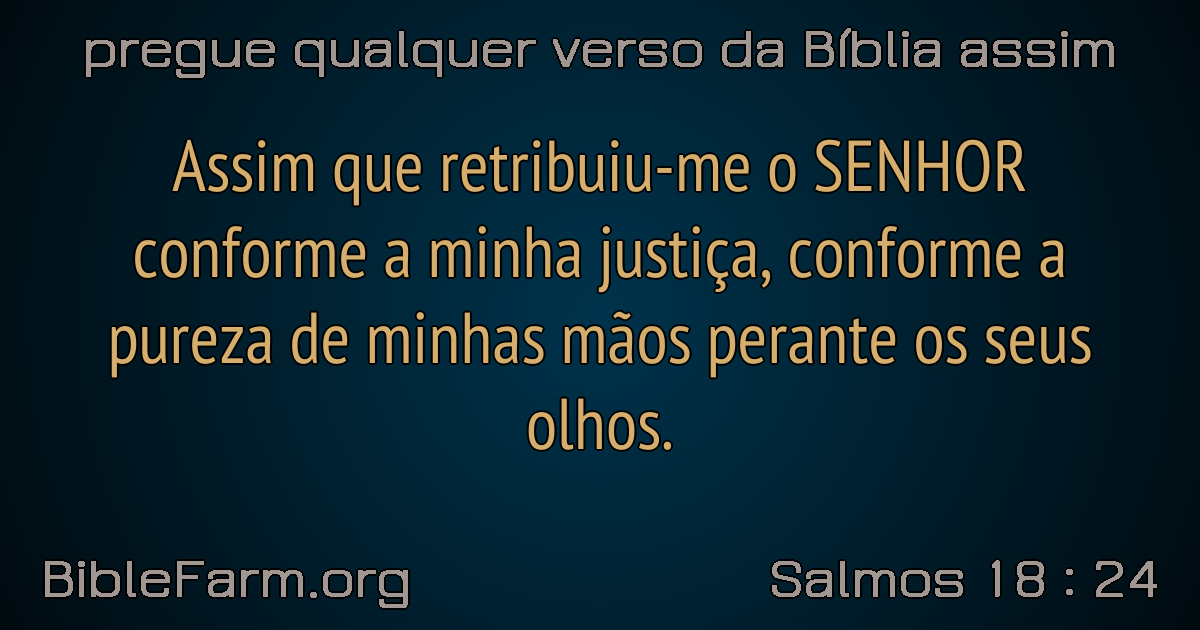 pregue qualquer verso da Bíblia assim
Assim que retribuiu-me o SENHOR
conforme a minha justiça, conforme a
pureza de minhas mãos perante os seus
olhos.
BibleFarm.org
Salmos 18 : 24